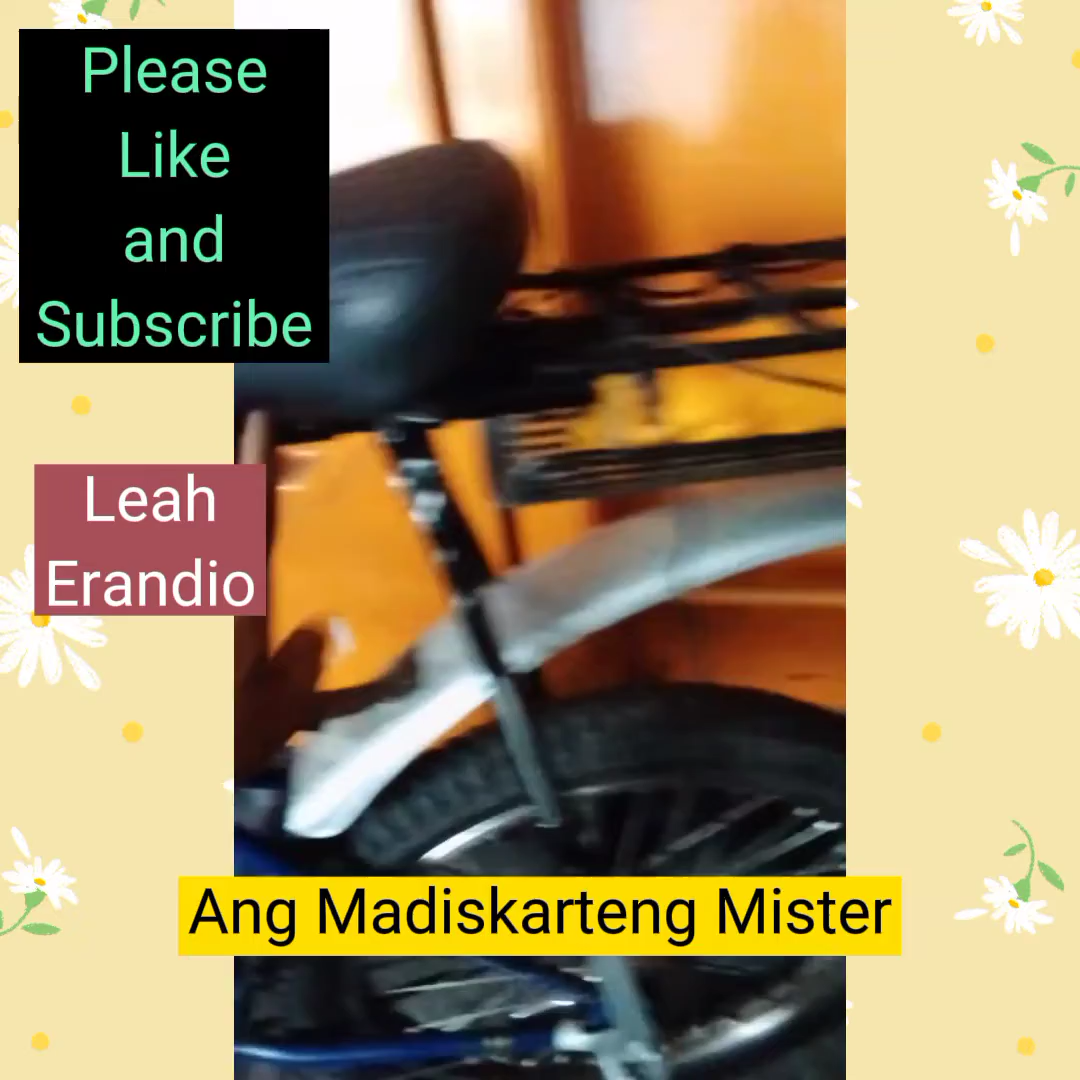 Please
Like
and
Subscribe
Leah
Erandio
Ang Madiskarteng Mister